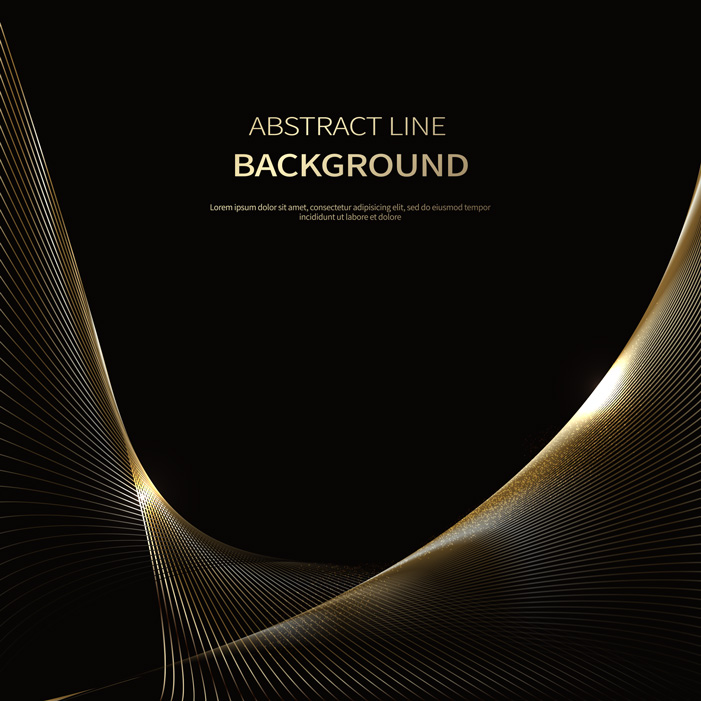 ABSTRACT LINE
BACKGROUND
Lorem ipsum dolor sit amet, consectetur adipisicing elit, sed do eiusmod tempor
incididunt ut labore et dolore